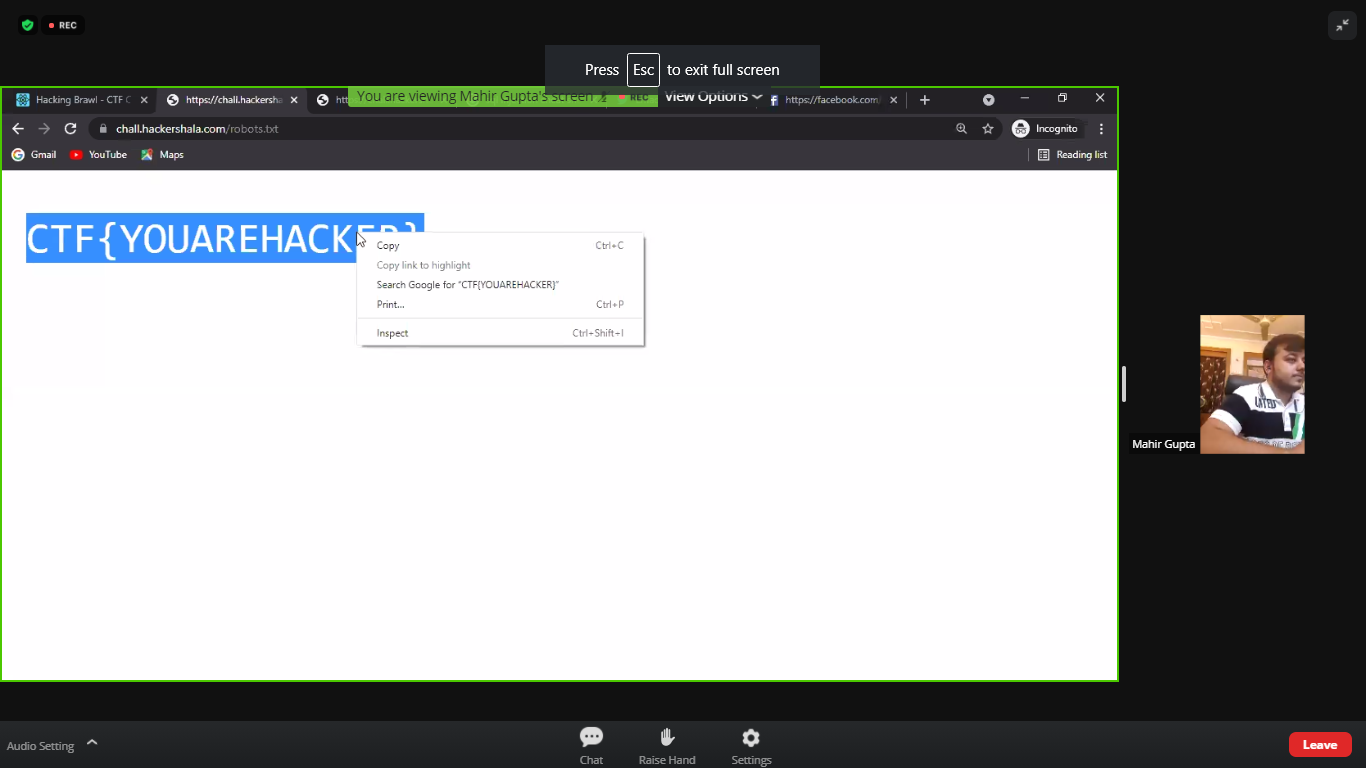 REC
Press Esc to exit full screen
You are viewing Mahir Gupta's screen REC View Options
Hacking Brawl - CTF C https://chall.hackersha https://facebook.com/
chall.hackershala.com/robots.txt Incognito
Gmail YouTube Maps Reading list
CTF{YOUAREHACKER}
Copy Ctrl+C
Copy link to highlight
Search Google for "CTF{YOUAREHACKER}"
Print... Ctrl+P
Inspect Ctrl+Shift+I
Mahir Gupta
Audio Setting Chat Raise Hand Settings Leave